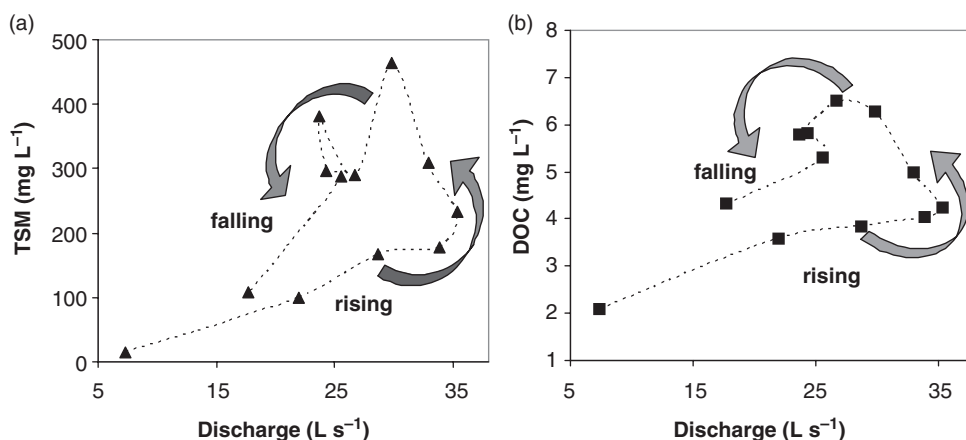 (a)
500
400
300
200
100
0
TSM (mg L⁻¹)
falling
rising
5 15 25 35
Discharge (L s⁻¹)
(b)
8
7
6
5
4
3
2
1
DOC (mg L⁻¹)
falling
rising
5 15 25 35
Discharge (L s⁻¹)